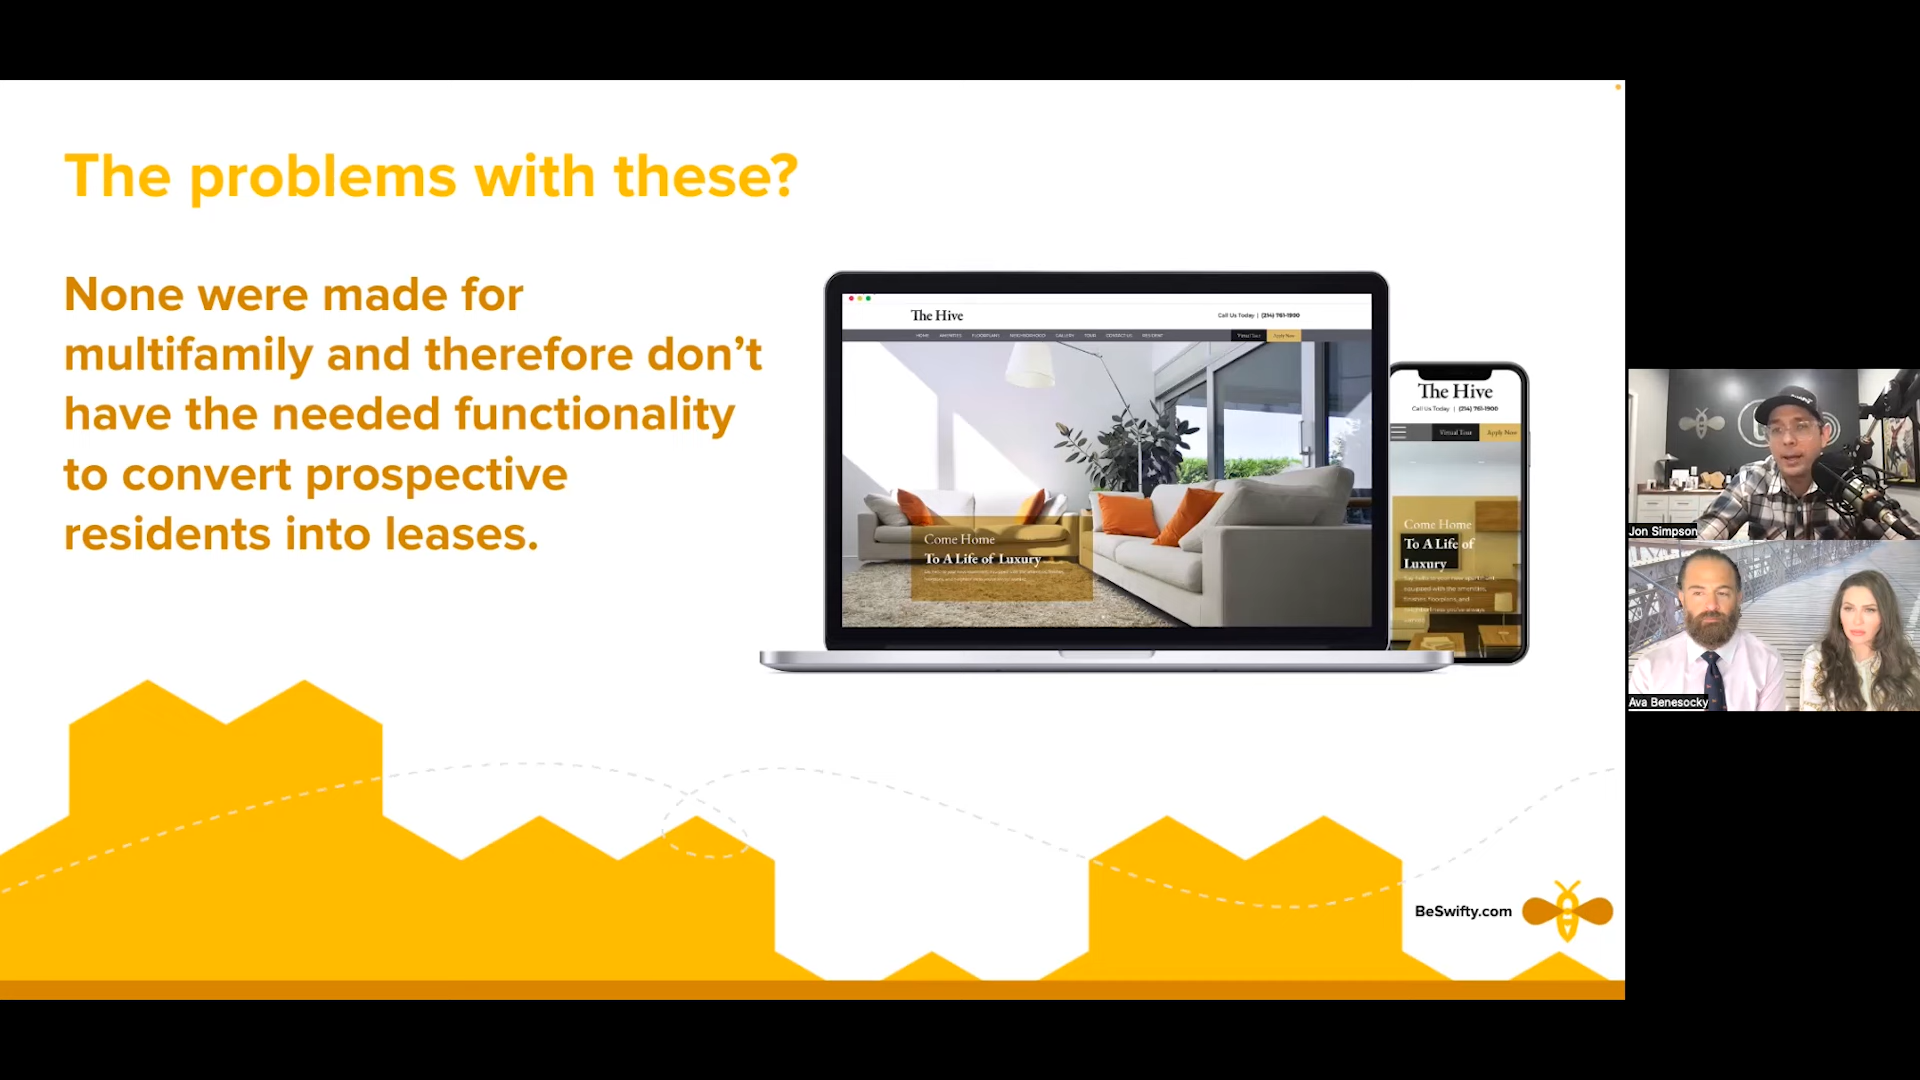 The problems with these?
None were made for
multifamily and therefore don’t
have the needed functionality
to convert prospective
residents into leases.
The Hive
Call Us Today | (214) 761-1900
HOME AMENITIES FLOORPLANS NEIGHBORHOOD GALLERY TOUR CONTACT US RESIDENT
Virtual Tour Apply Now
Come Home
To A Life of Luxury
The Hive
Call Us Today | (214) 761-1900
Virtual Tour Apply Now
Come Home
To A Life of
Luxury
BeSwifty.com
Jon Simpson
Ava Benesocky